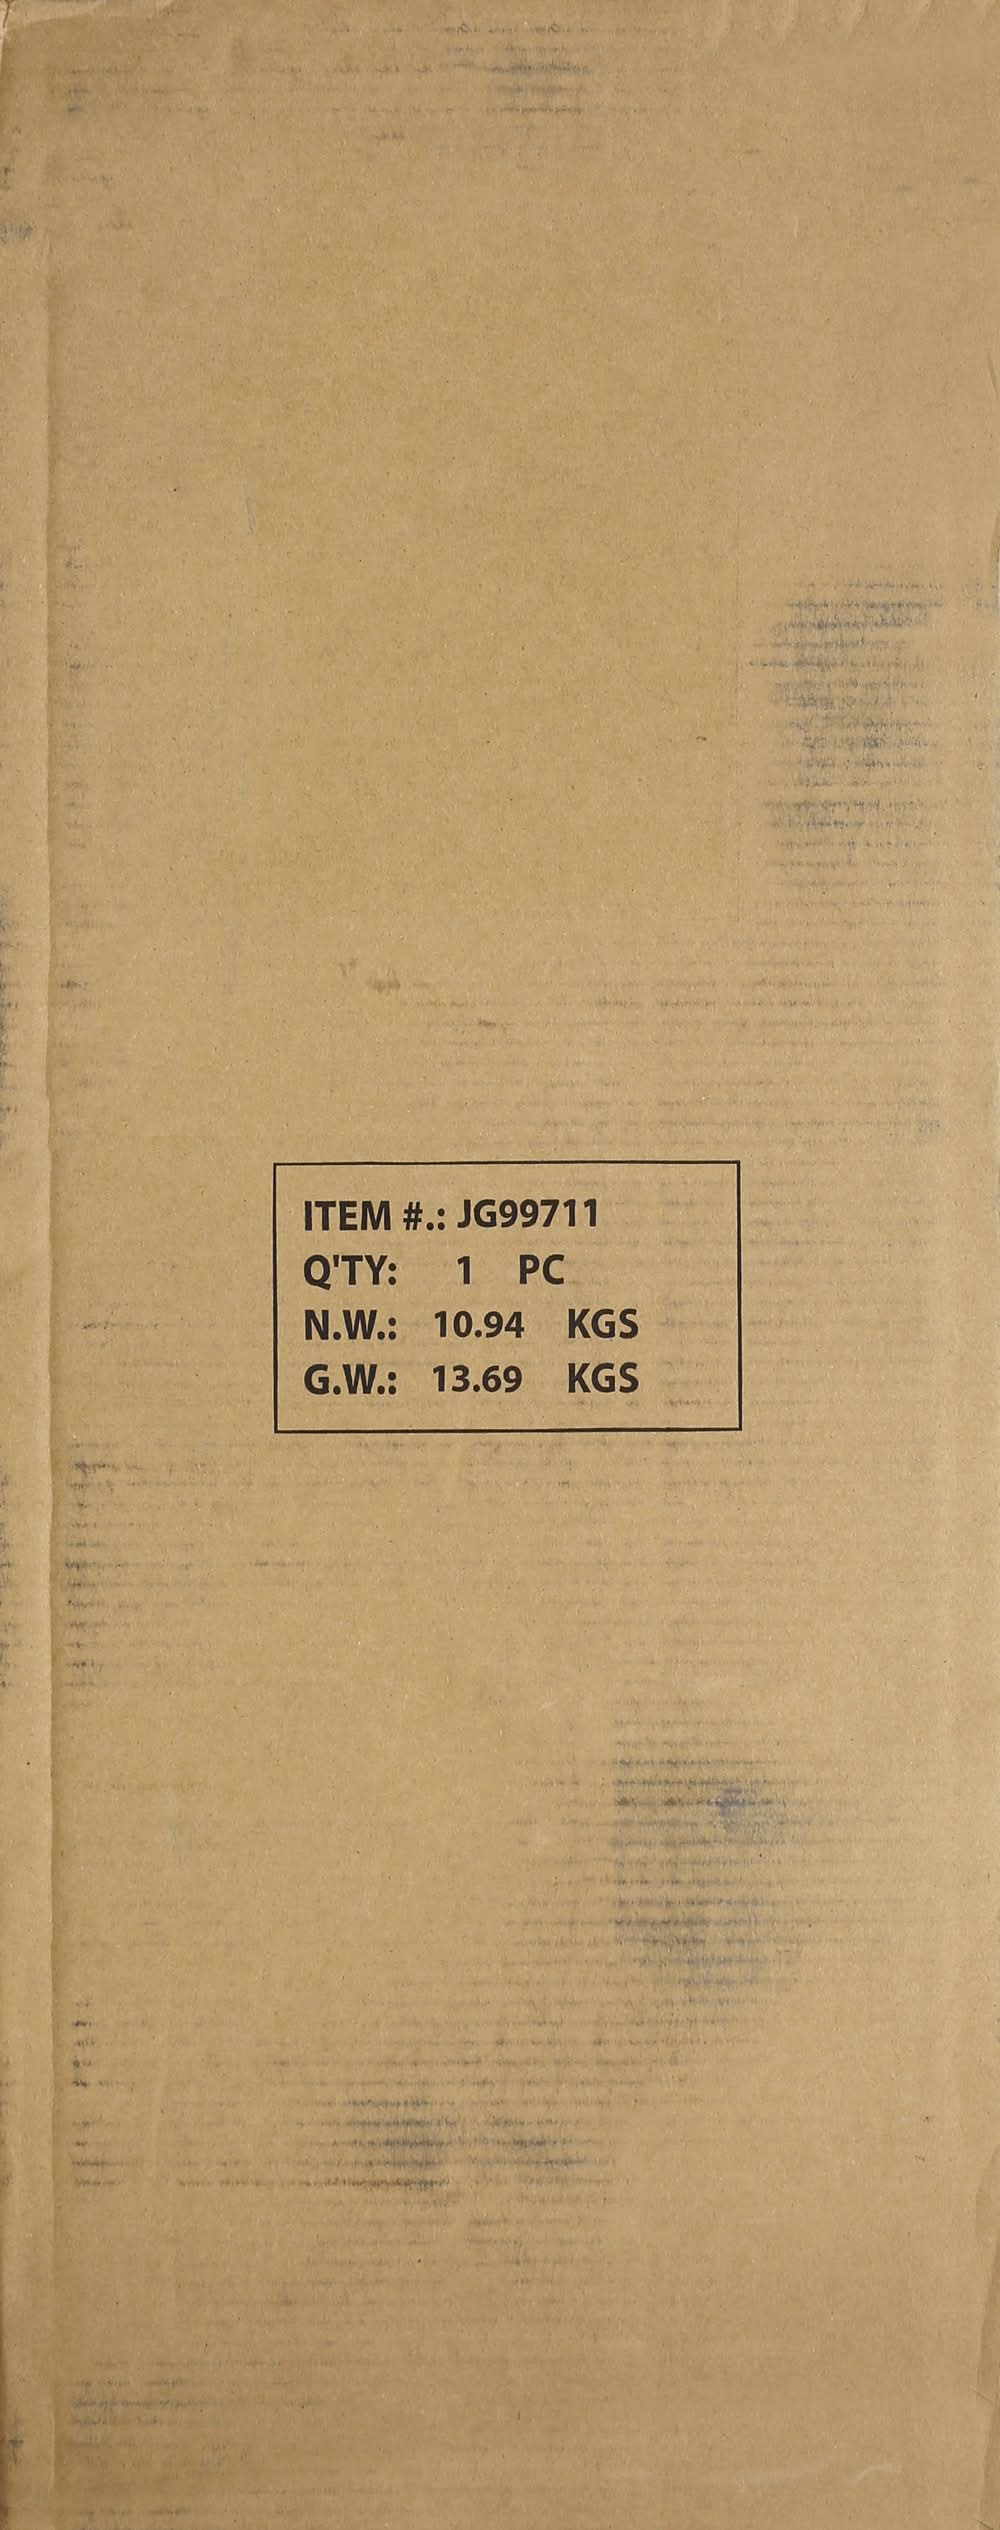 ITEM #.: JG99711
Q'TY: 1 PC
N.W.: 10.94 KGS
G.W.: 13.69 KGS